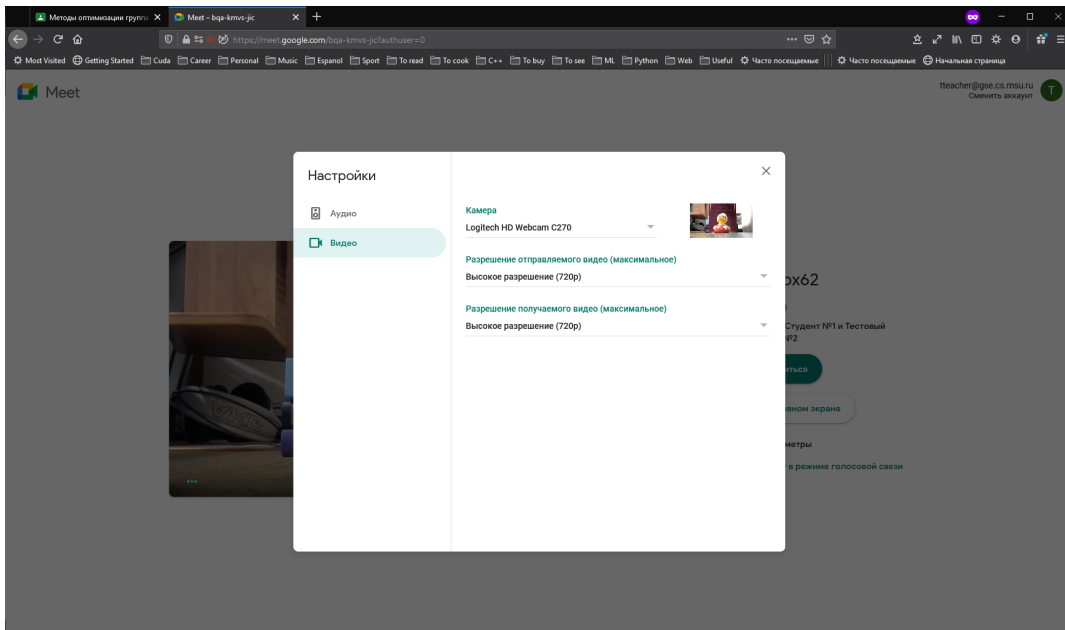 Методы оптимизации группа
Meet – bqa-kmvs-jic
https://meet.google.com/bqa-kmvs-jic?authuser=0
Most Visited Getting Started Cuda Career Personal Music Espanol Sport To read To cook C++ To buy To see ML Python Web Useful Часто посещаемые Часто посещаемые Начальная страница
Meet
tteacher@gse.cs.msu.ru
Сменить аккаунт
T
Настройки
Аудио
Видео
Камера
Logitech HD Webcam C270
Разрешение отправляемого видео (максимальное)
Высокое разрешение (720p)
Разрешение получаемого видео (максимальное)
Высокое разрешение (720p)
ox62
Студент №1 и Тестовый
№2
иться
вном экране
метры
в режиме голосовой связи